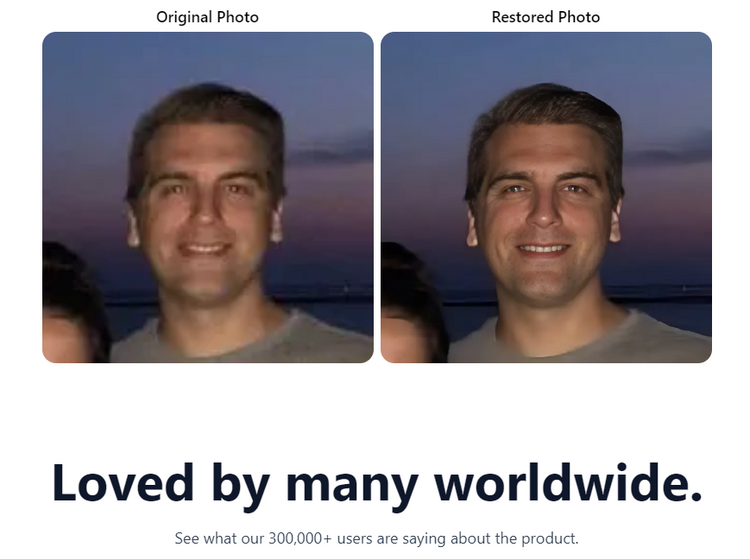 Original Photo
Restored Photo
Loved by many worldwide.
See what our 300,000+ users are saying about the product.